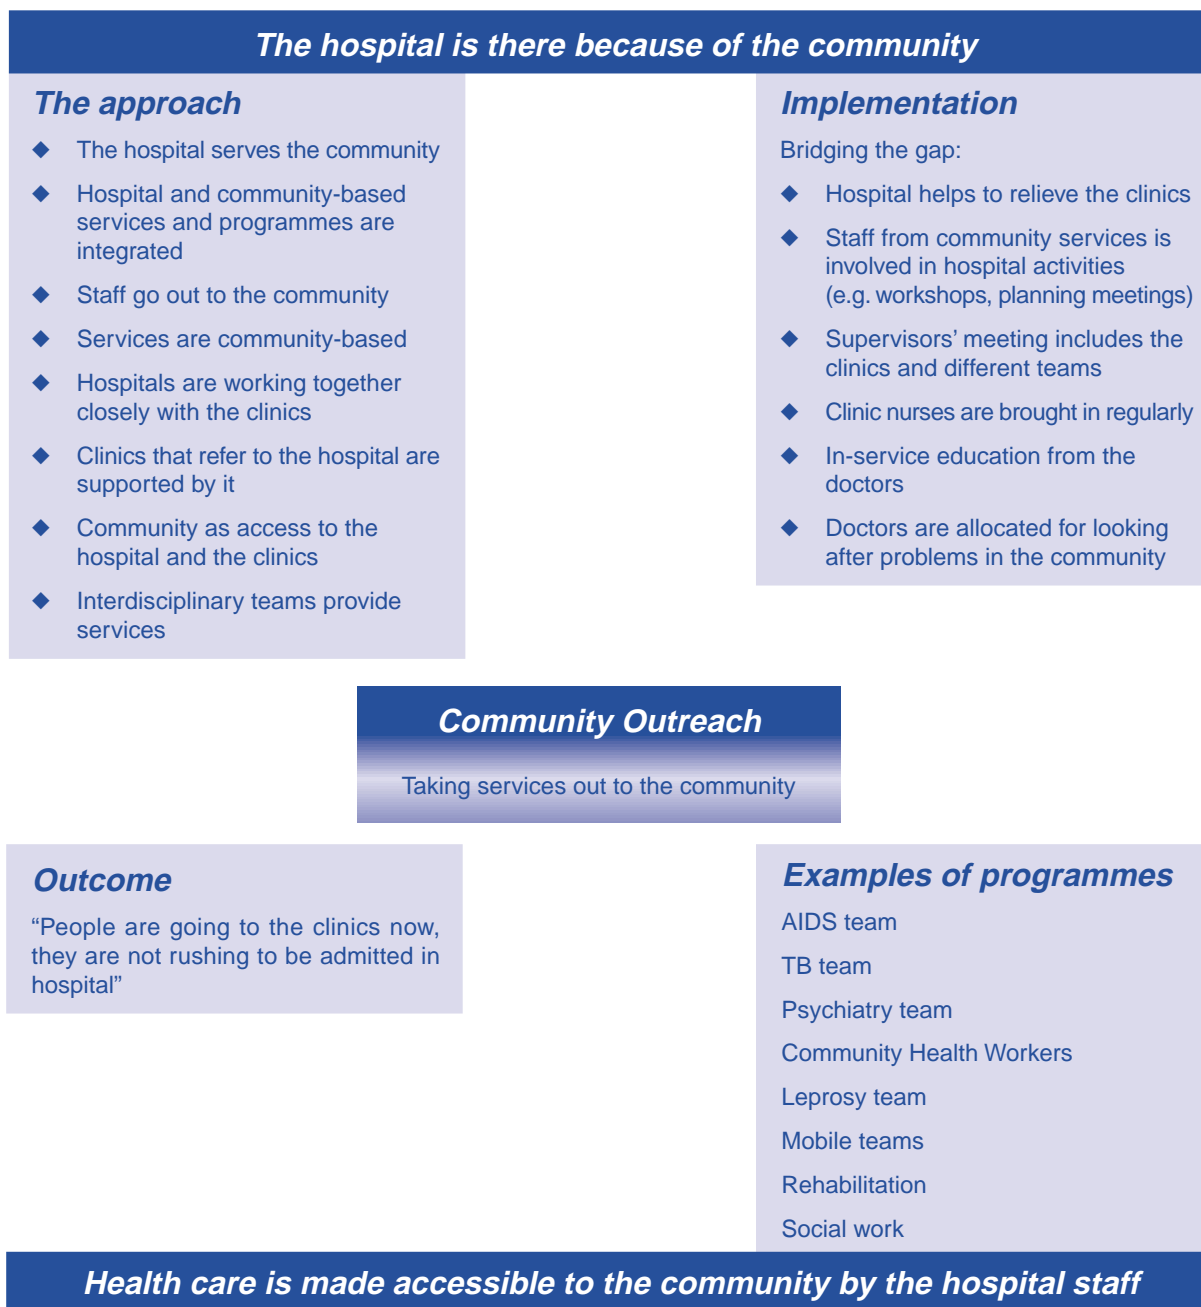 The hospital is there because of the community
The approach
◆ The hospital serves the community
◆ Hospital and community-based
services and programmes are
integrated
◆ Staff go out to the community
◆ Services are community-based
◆ Hospitals are working together
closely with the clinics
◆ Clinics that refer to the hospital are
supported by it
◆ Community as access to the
hospital and the clinics
◆ Interdisciplinary teams provide
services
Implementation
Bridging the gap:
◆ Hospital helps to relieve the clinics
◆ Staff from community services is
involved in hospital activities
(e.g. workshops, planning meetings)
◆ Supervisors’ meeting includes the
clinics and different teams
◆ Clinic nurses are brought in regularly
◆ In-service education from the
doctors
◆ Doctors are allocated for looking
after problems in the community
Community Outreach
Taking services out to the community
Outcome
“People are going to the clinics now,
they are not rushing to be admitted in
hospital”
Examples of programmes
AIDS team
TB team
Psychiatry team
Community Health Workers
Leprosy team
Mobile teams
Rehabilitation
Social work
Health care is made accessible to the community by the hospital staff